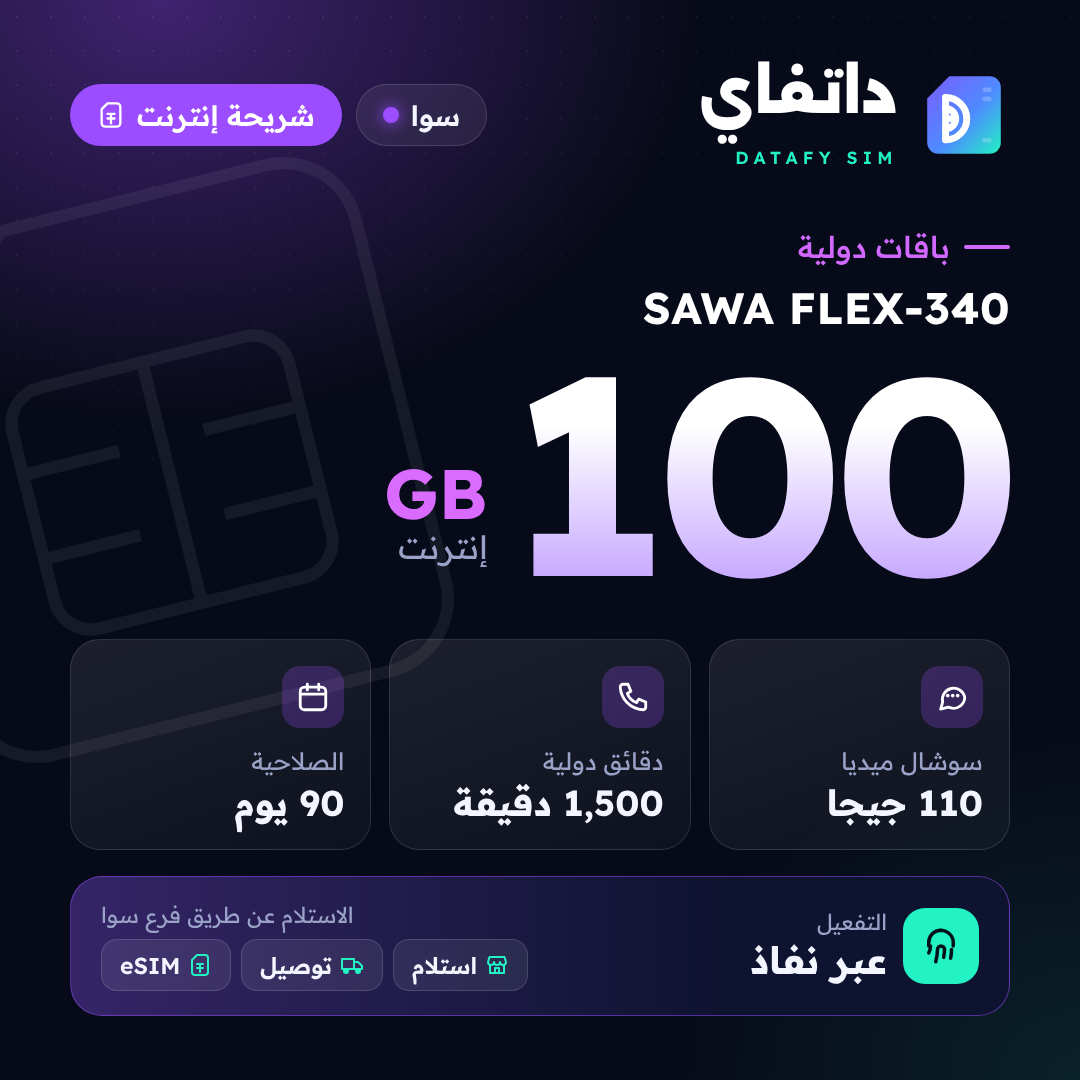 داتفاي
DATAFY SIM
سوا
شريحة إنترنت
باقات دولية
SAWA FLEX-340
100 GB
إنترنت
سوشال ميديا
110 جيجا
دقائق دولية
1,500 دقيقة
الصلاحية
90 يوم
التفعيل
عبر نفاذ
الاستلام عن طريق فرع سوا
استلام
توصيل
eSIM